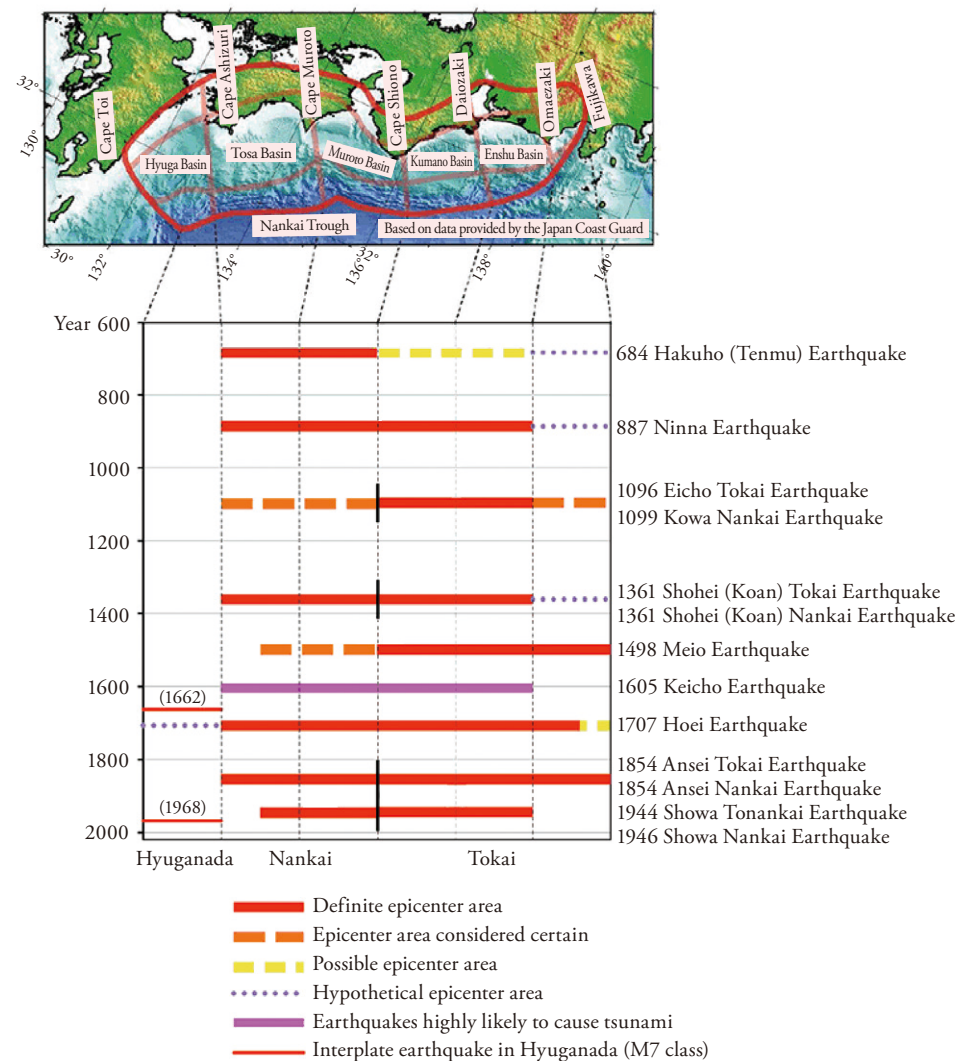 Cape Toi
Cape Ashizuri
Cape Muroto
Cape Shiono
Daiozaki
Omaezaki
Fujikawa
32°
130°
Hyuga Basin
Tosa Basin
Muroto Basin
Kumano Basin
Enshu Basin
Nankai Trough
Based on data provided by the Japan Coast Guard
30°
132°
134°
136°
32°
138°
140°
Year 600
800
1000
1200
1400
1600
1800
2000
(1662)
(1968)
684 Hakuho (Tenmu) Earthquake
887 Ninna Earthquake
1096 Eicho Tokai Earthquake
1099 Kowa Nankai Earthquake
1361 Shohei (Koan) Tokai Earthquake
1361 Shohei (Koan) Nankai Earthquake
1498 Meio Earthquake
1605 Keicho Earthquake
1707 Hoei Earthquake
1854 Ansei Tokai Earthquake
1854 Ansei Nankai Earthquake
1944 Showa Tonankai Earthquake
1946 Showa Nankai Earthquake
Hyuganada
Nankai
Tokai
Definite epicenter area
Epicenter area considered certain
Possible epicenter area
Hypothetical epicenter area
Earthquakes highly likely to cause tsunami
Interplate earthquake in Hyuganada (M7 class)